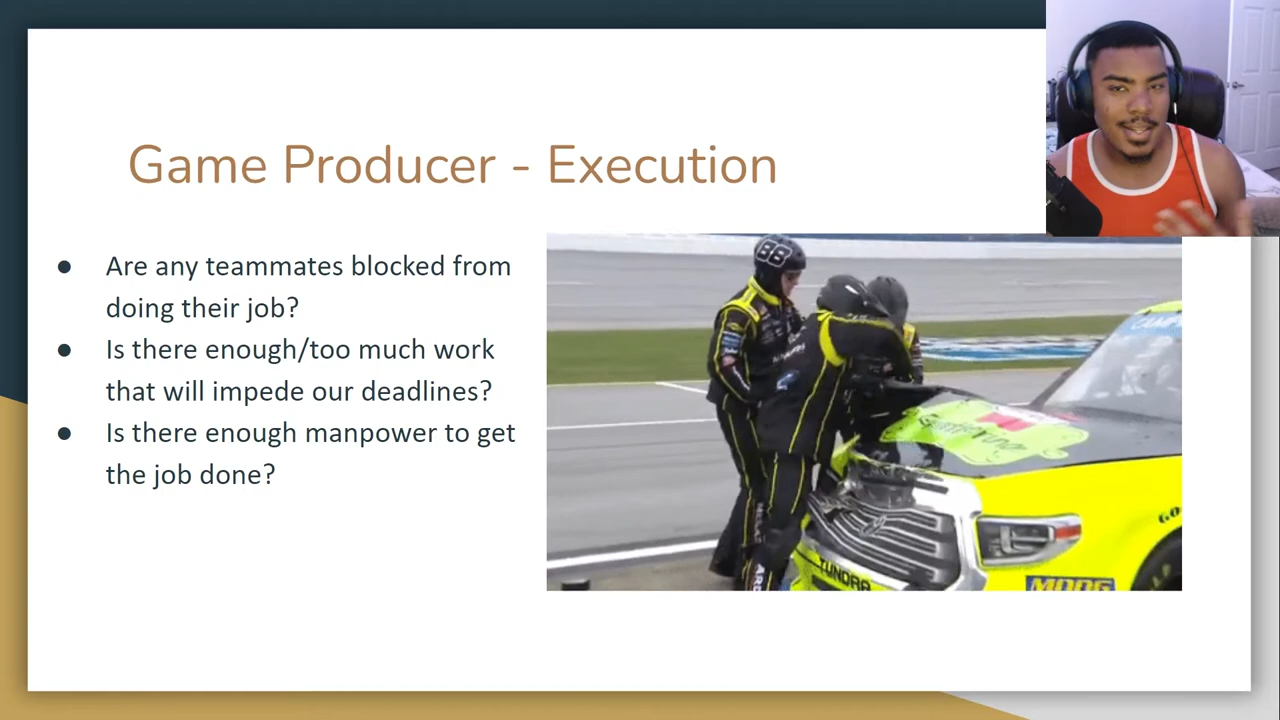 Game Producer - Execution
● Are any teammates blocked from
doing their job?
● Is there enough/too much work
that will impede our deadlines?
● Is there enough manpower to get
the job done?
88
TUNDRA
MOOG